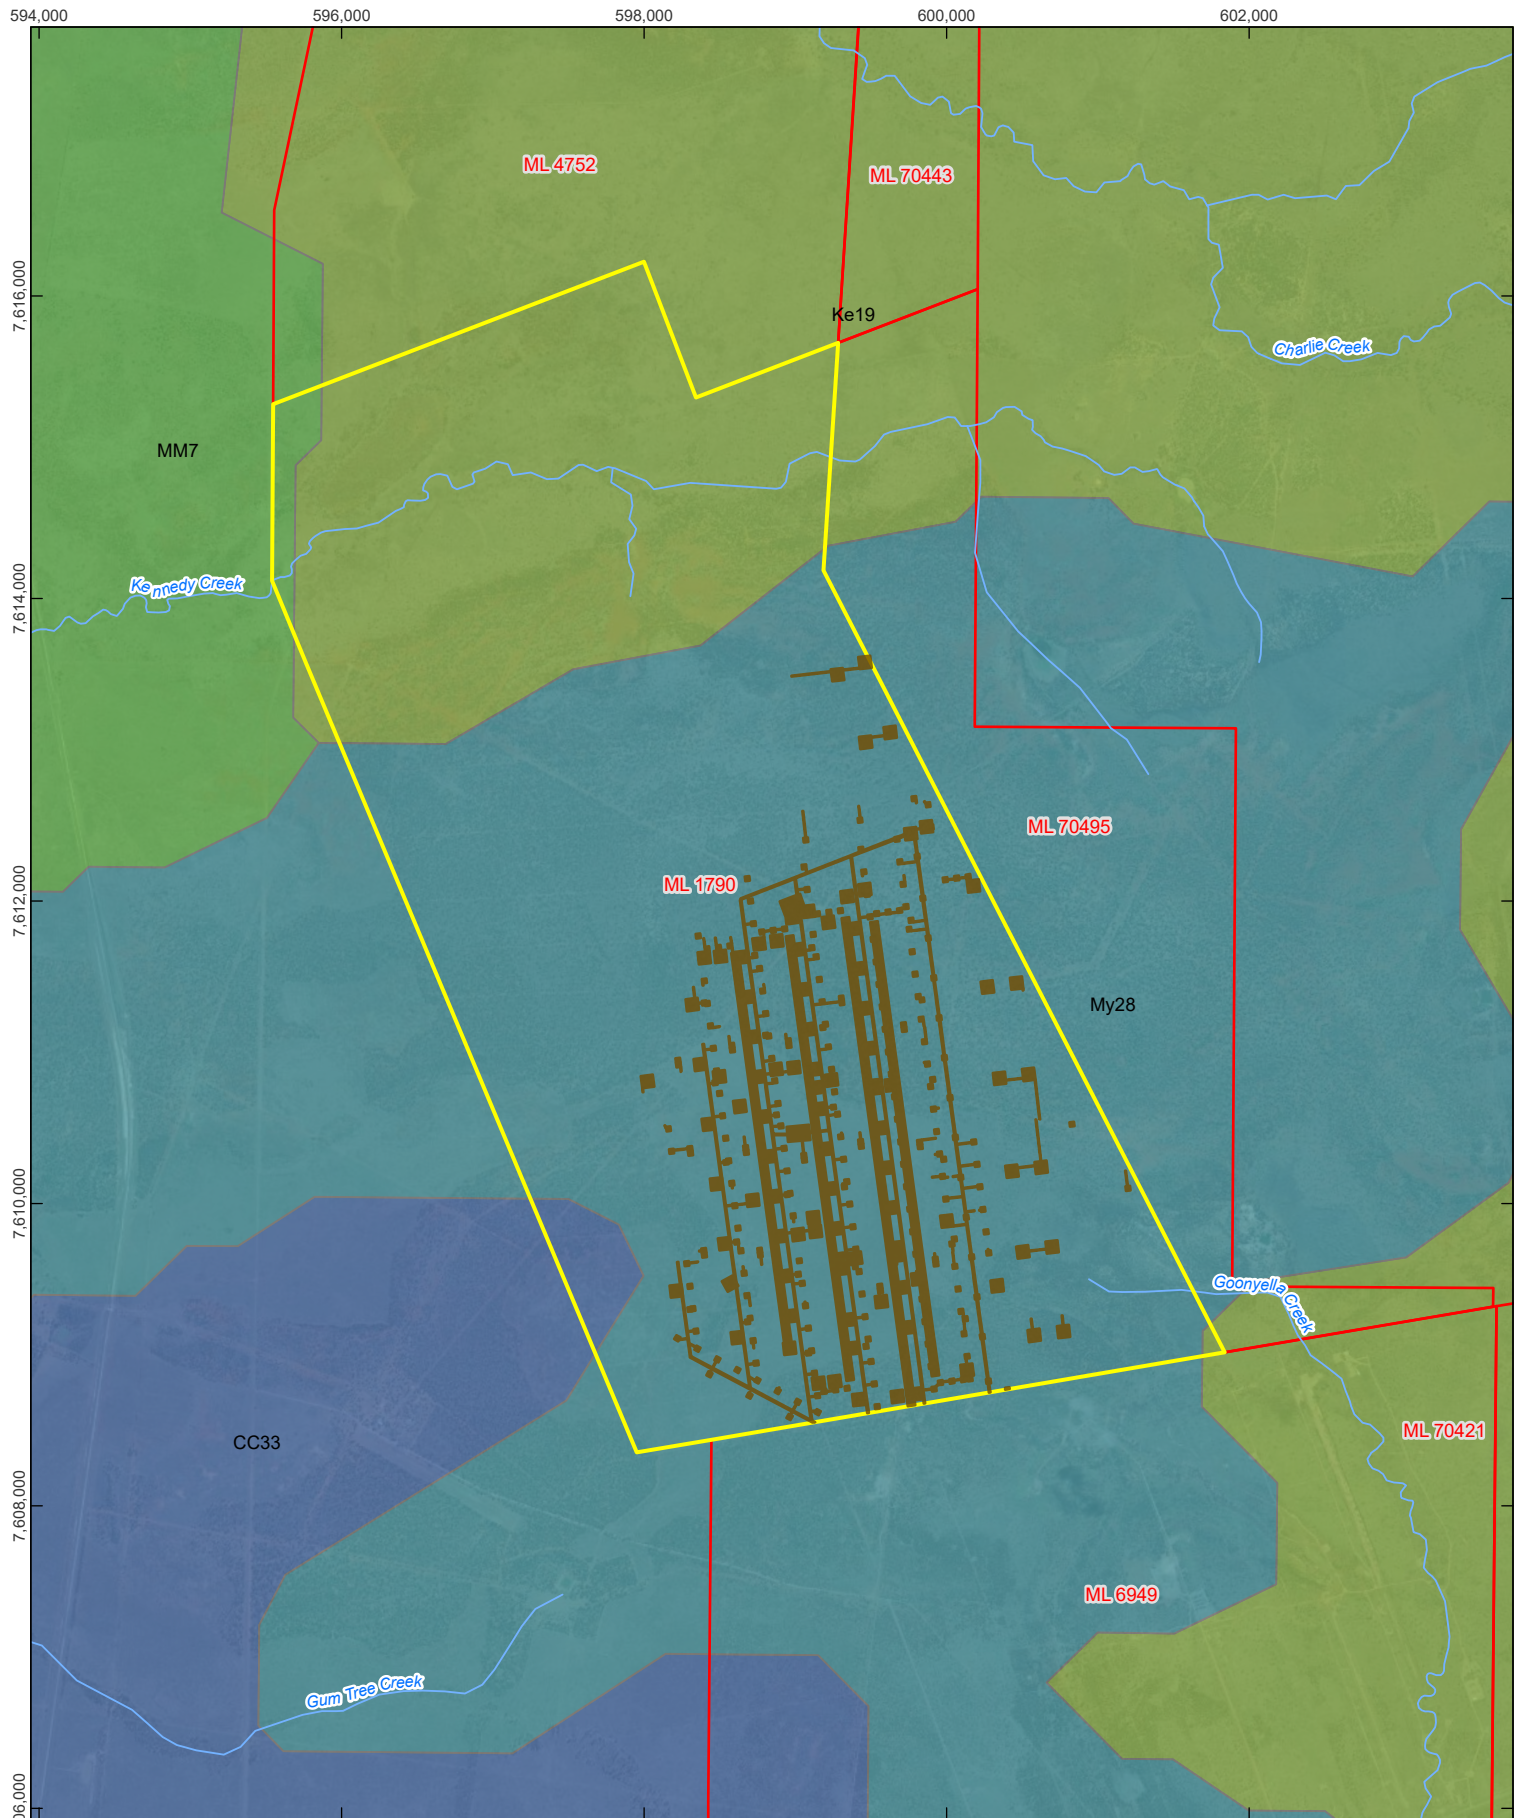 594,000 596,000 598,000 600,000 602,000
ML 4752
ML 70443
7,616,000
Ke19
Charlie Creek
MM7
Kennedy Creek
7,614,000
ML 70495
ML 1790
7,612,000
My28
7,610,000
Goonyella Creek
ML 70421
CC33
7,608,000
ML 6949
Gum Tree Creek
06,000